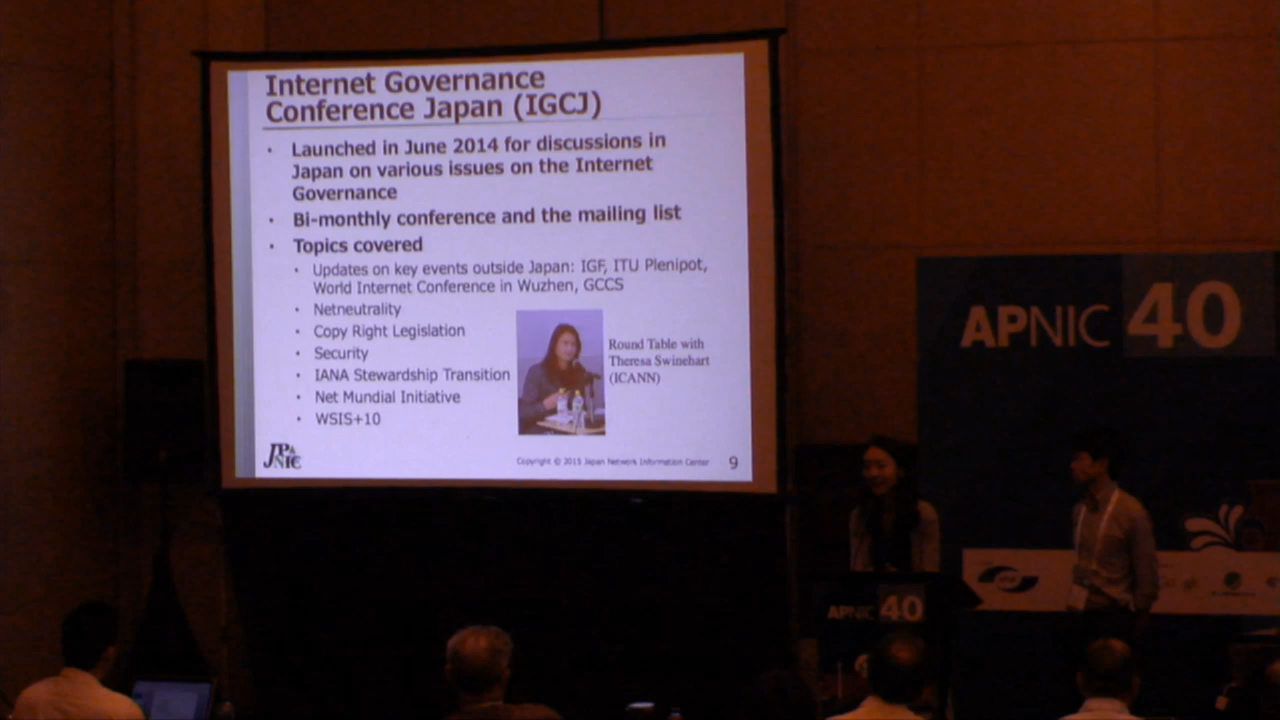 Internet Governance
Conference Japan (IGCJ)
• Launched in June 2014 for discussions in
Japan on various issues on the Internet
Governance
• Bi-monthly conference and the mailing list
• Topics covered
• Updates on key events outside Japan: IGF, ITU Plenipot,
World Internet Conference in Wuzhen, GCCS
• Netneutrality
• Copy Right Legislation
• Security
• IANA Stewardship Transition
• Net Mundial Initiative
• WSIS+10
Round Table with
Theresa Swinehart
(ICANN)
JPNIC
Copyright © 2015 Japan Network Information Center
9
APNIC 40
APNIC 40